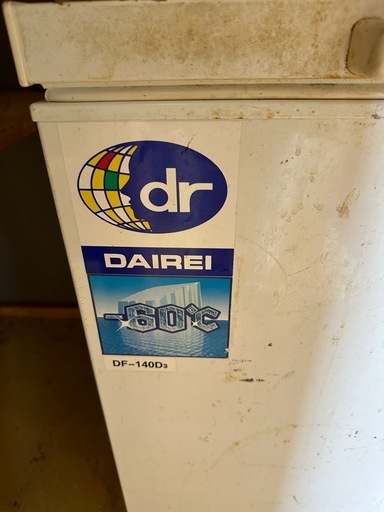 dr
DAIREI
-60℃
DF-140D3